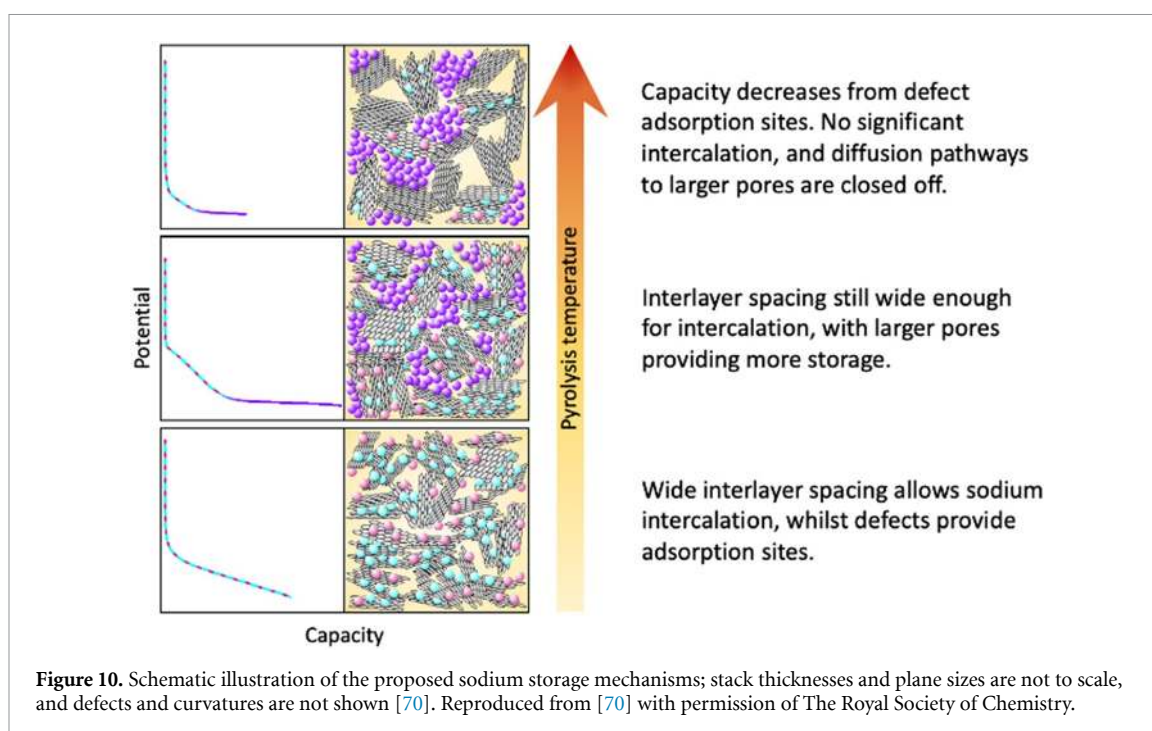 Potential
Capacity
Pyrolysis temperature
Capacity decreases from defect
adsorption sites. No significant
intercalation, and diffusion pathways
to larger pores are closed off.
Interlayer spacing still wide enough
for intercalation, with larger pores
providing more storage.
Wide interlayer spacing allows sodium
intercalation, whilst defects provide
adsorption sites.
Figure 10. Schematic illustration of the proposed sodium storage mechanisms; stack thicknesses and plane sizes are not to scale,
and defects and curvatures are not shown [70]. Reproduced from [70] with permission of The Royal Society of Chemistry.